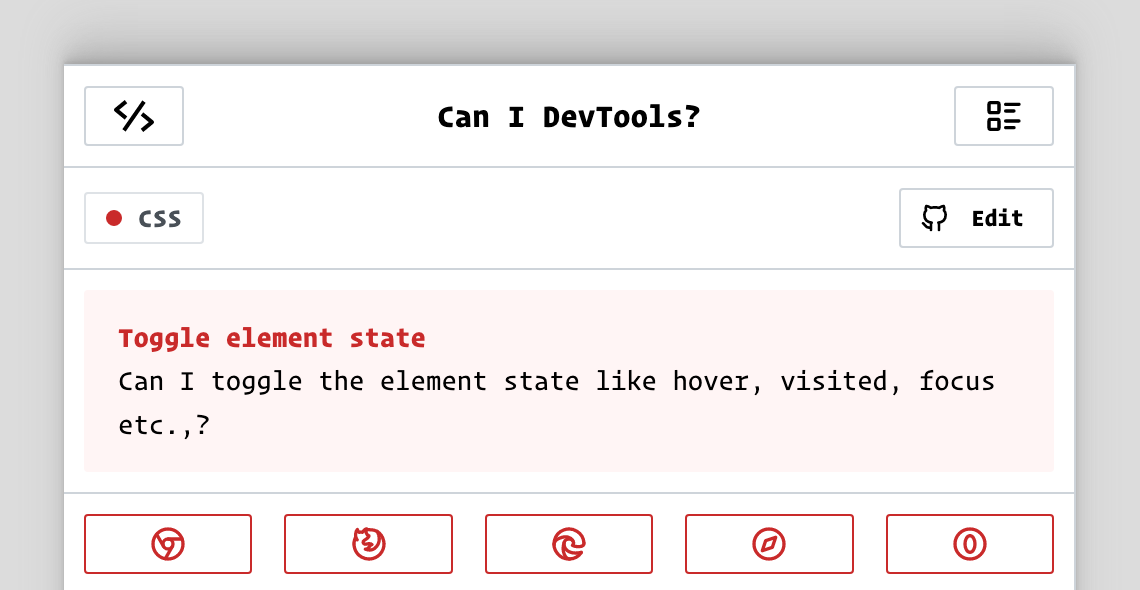 Can I DevTools?
CSS
Edit
Toggle element state
Can I toggle the element state like hover, visited, focus
etc.,?